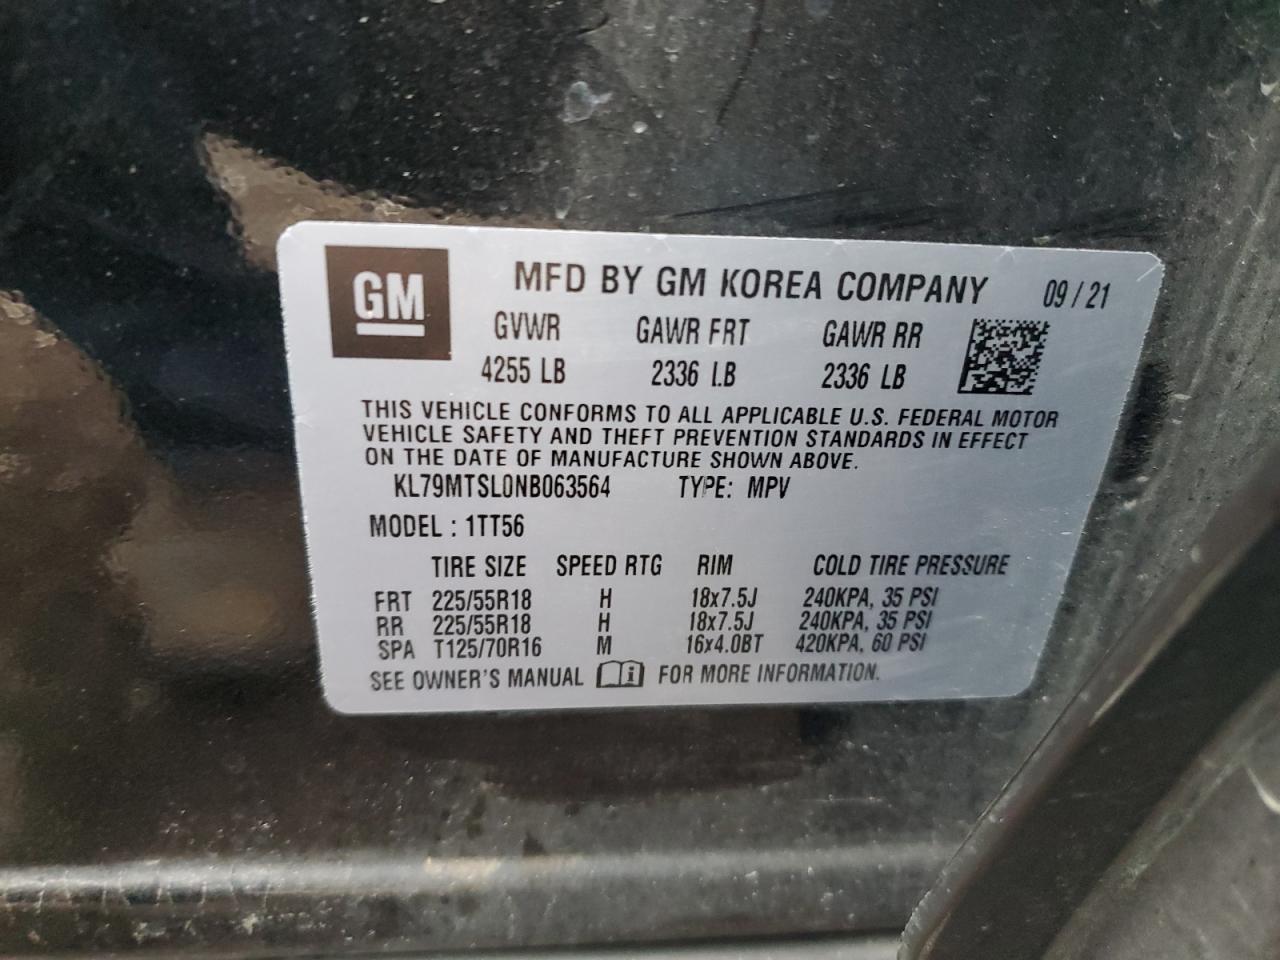 GM
MFD BY GM KOREA COMPANY 09/21
GVWR GAWR FRT GAWR RR
4255 LB 2336 LB 2336 LB
THIS VEHICLE CONFORMS TO ALL APPLICABLE U.S. FEDERAL MOTOR
VEHICLE SAFETY AND THEFT PREVENTION STANDARDS IN EFFECT
ON THE DATE OF MANUFACTURE SHOWN ABOVE.
KL79MTSL0NB063564 TYPE: MPV
MODEL : 1TT56
TIRE SIZE SPEED RTG RIM COLD TIRE PRESSURE
FRT 225/55R18 H 18x7.5J 240KPA, 35 PSI
RR 225/55R18 H 18x7.5J 240KPA, 35 PSI
SPA T125/70R16 M 16x4.0BT 420KPA, 60 PSI
SEE OWNER'S MANUAL i FOR MORE INFORMATION.